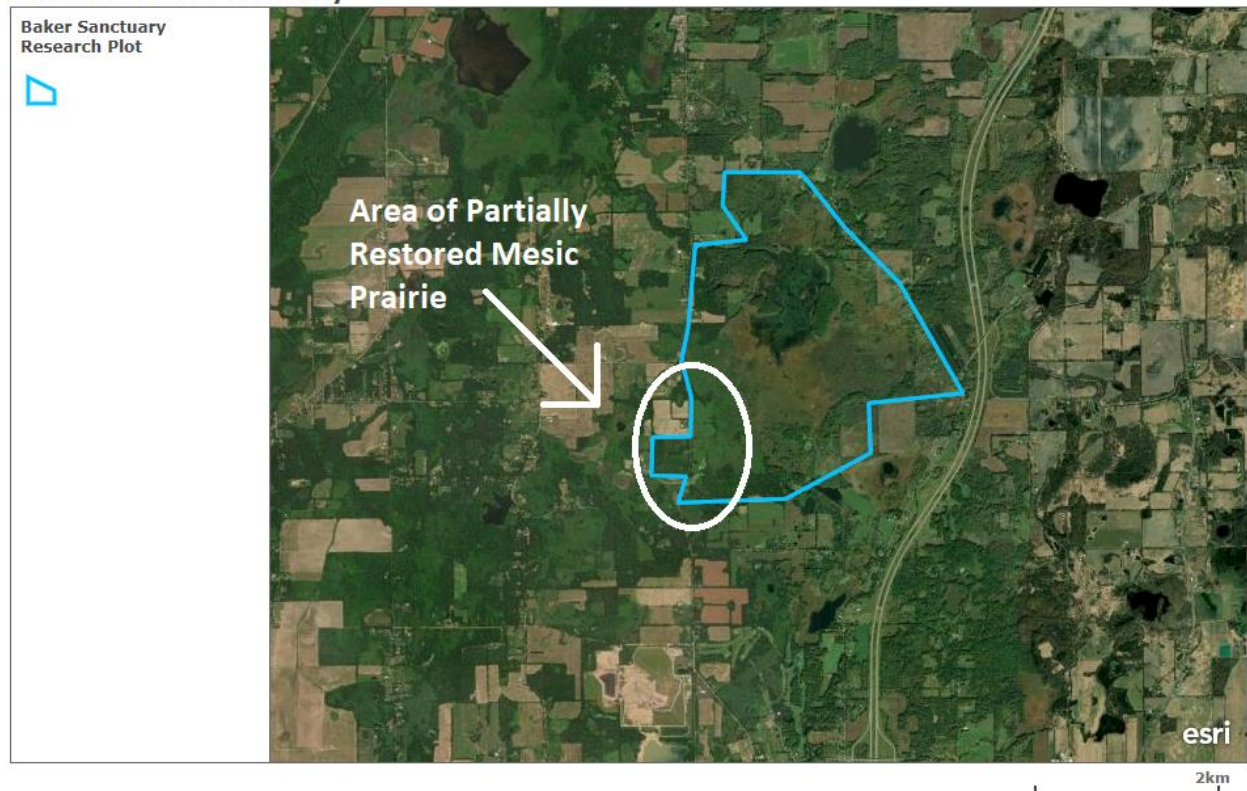 Baker Sanctuary
Research Plot
Area of Partially
Restored Mesic
Prairie
esri
2km